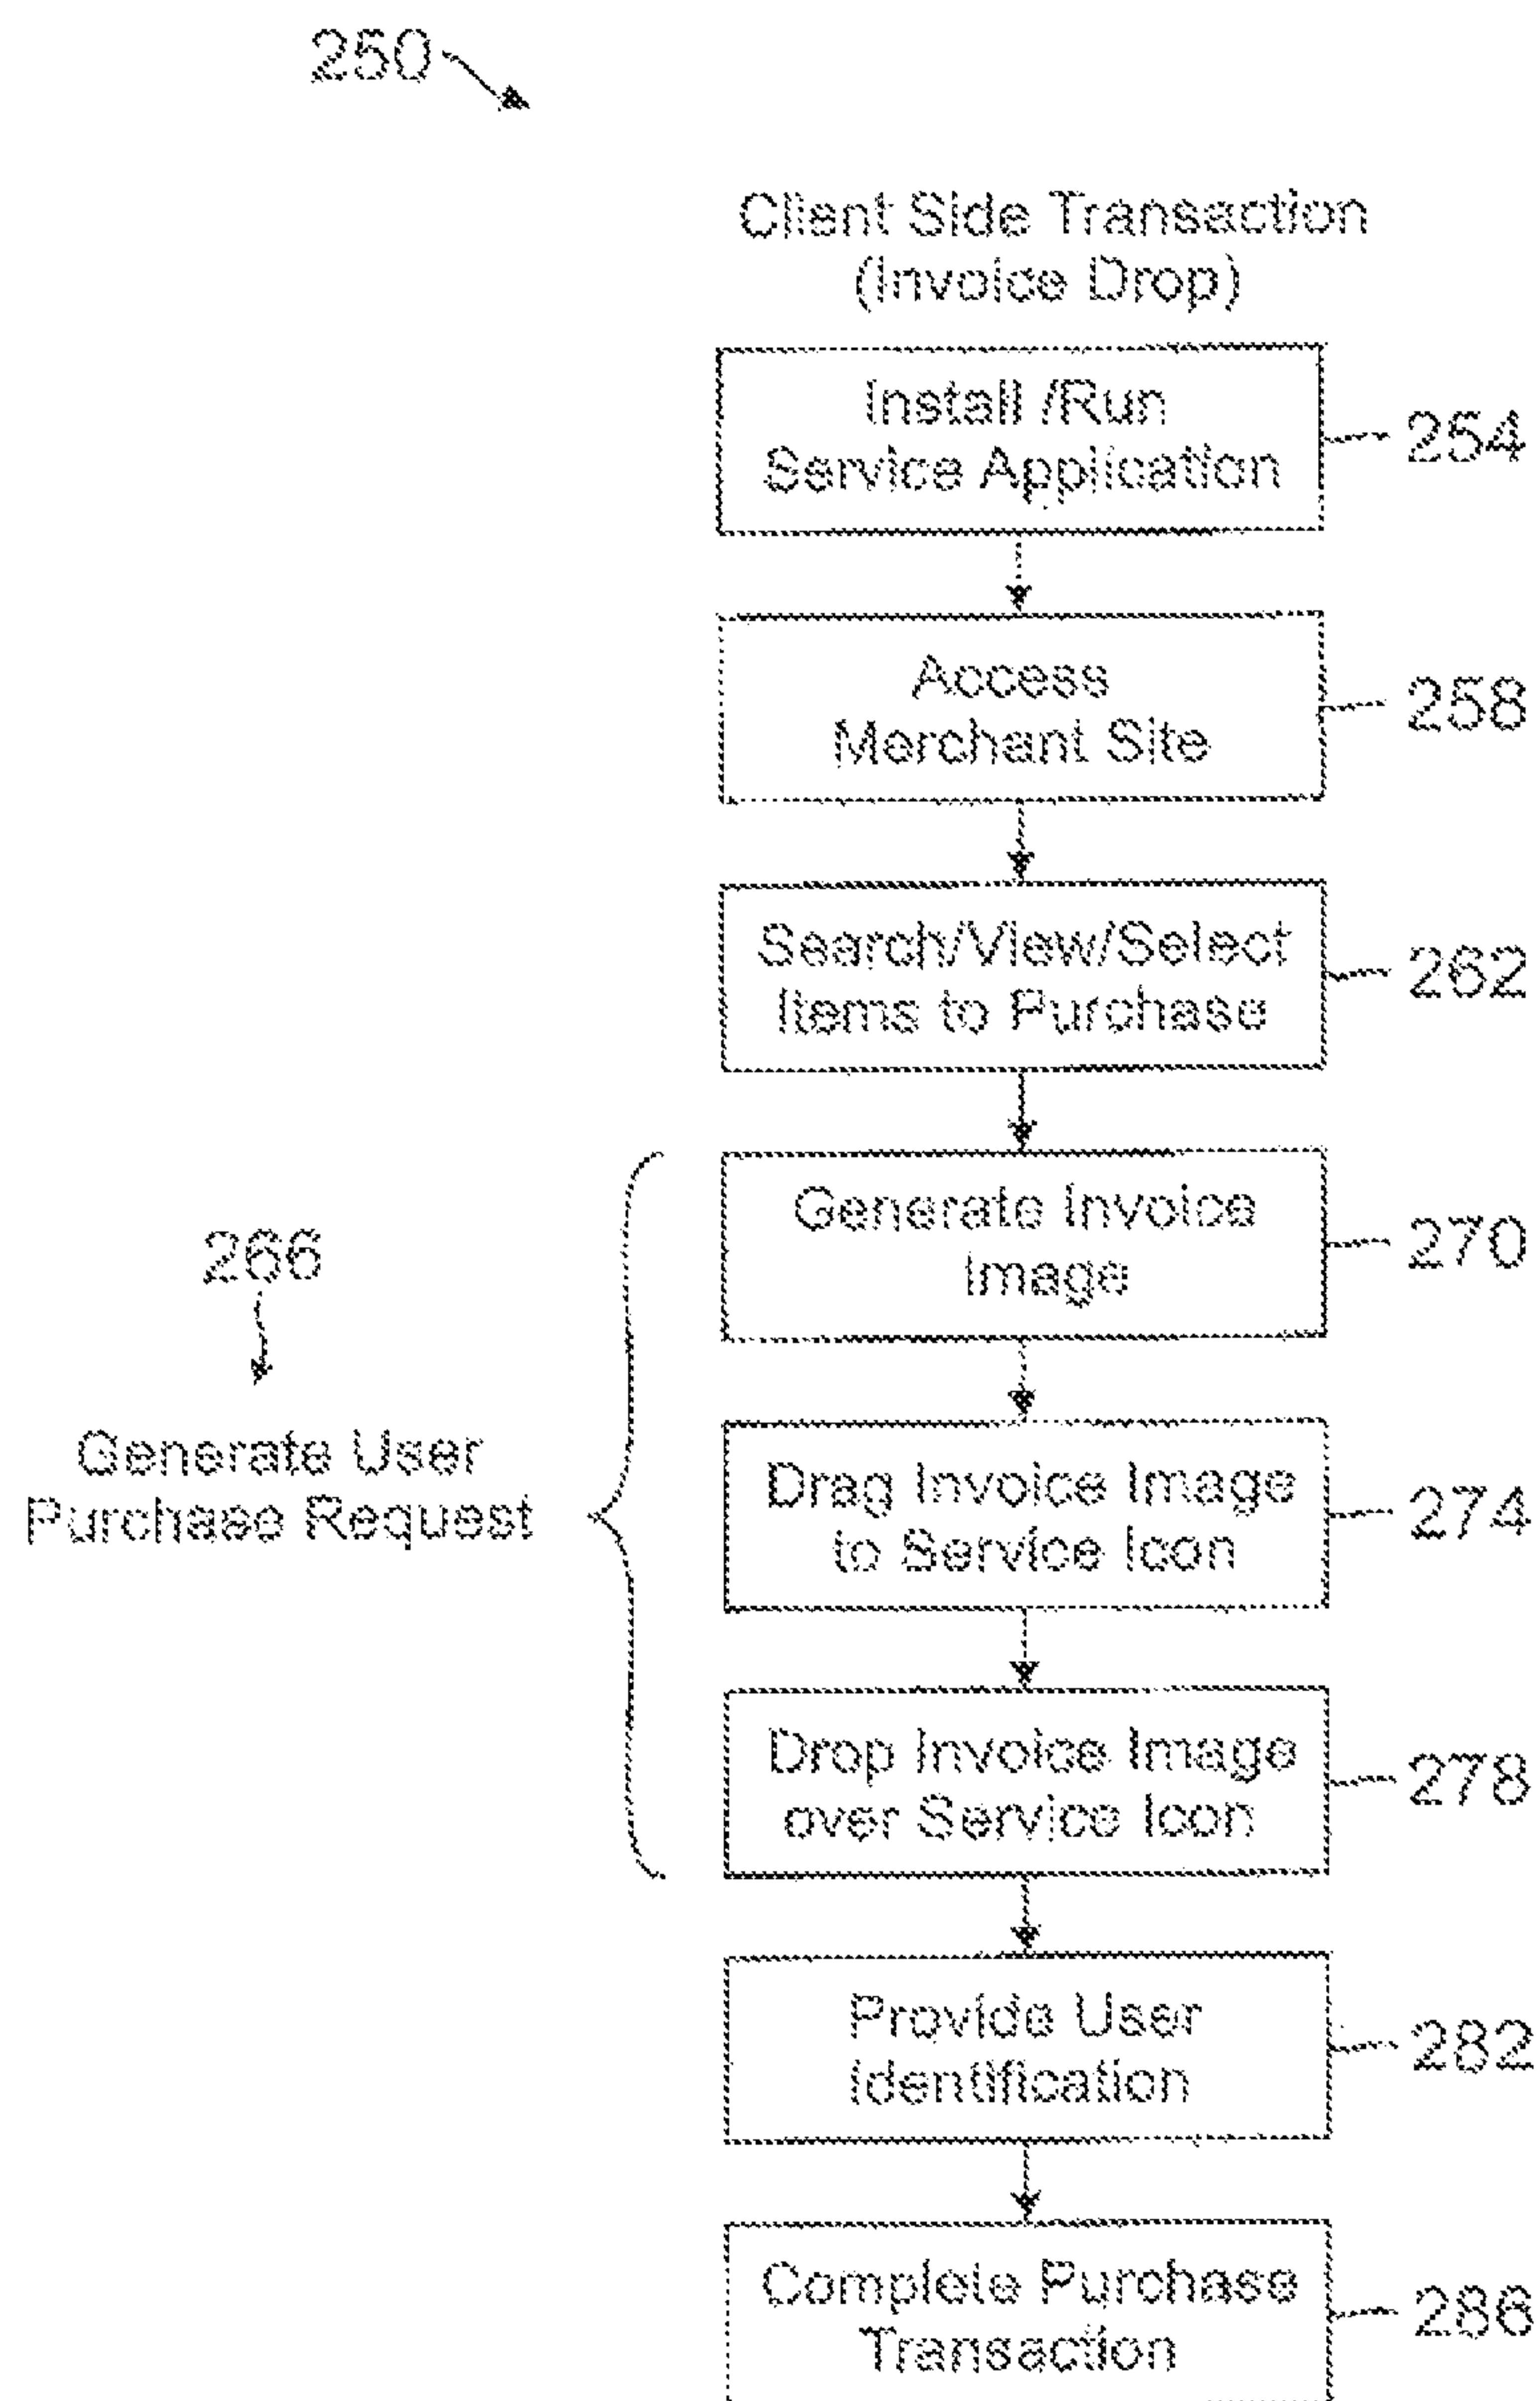 250
Client Side Transaction
(Invoice Drop)
Install /Run
Service Application
254
Access
Merchant Site
258
Search/View/Select
Items to Purchase
262
266
Generate User
Purchase Request
Generate Invoice
Image
270
Drag Invoice Image
to Service Icon
274
Drop Invoice Image
over Service Icon
278
Provide User
Identification
282
Complete Purchase
Transaction
286